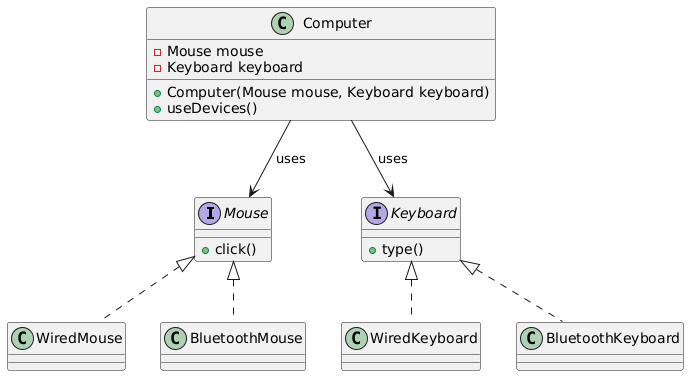 C Computer
Mouse mouse
Keyboard keyboard
Computer(Mouse mouse, Keyboard keyboard)
useDevices()
uses
uses
I Mouse
click()
I Keyboard
type()
C WiredMouse
C BluetoothMouse
C WiredKeyboard
C BluetoothKeyboard